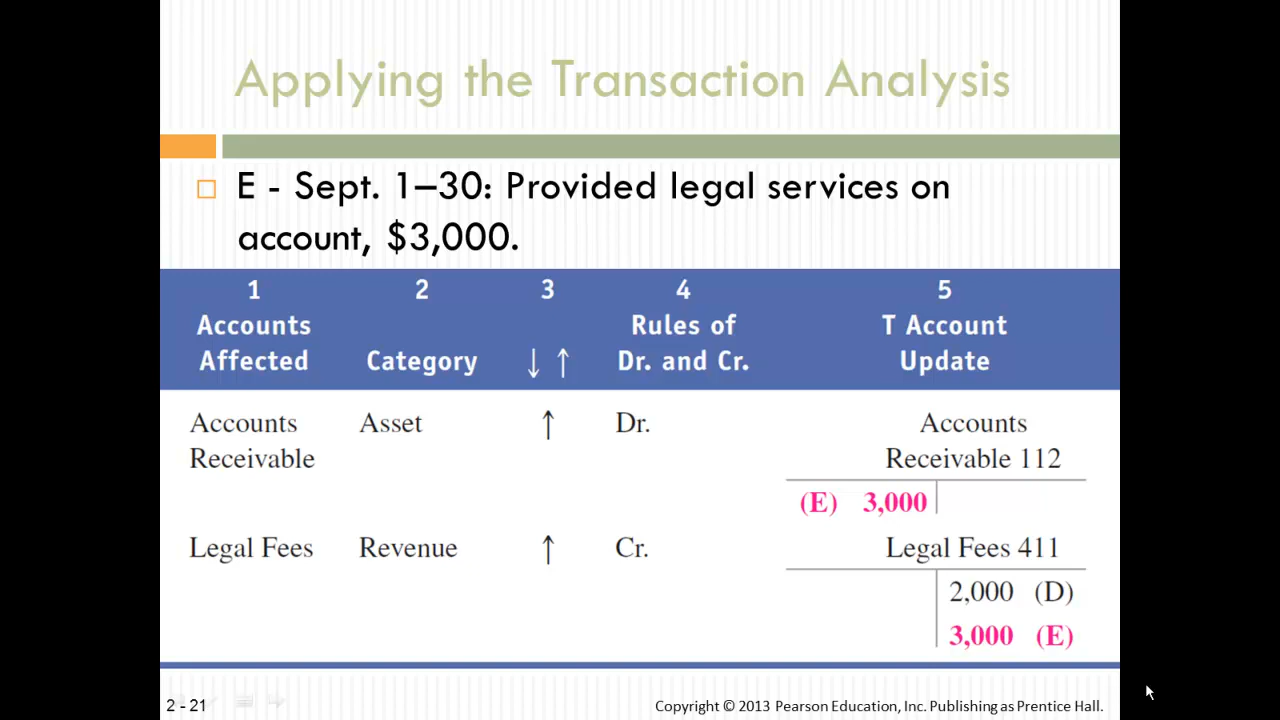 Applying the Transaction Analysis
E - Sept. 1–30: Provided legal services on
account, $3,000.
1 2 3 4 5
Accounts Rules of T Account
Affected Category ↓ ↑ Dr. and Cr. Update
Accounts Asset ↑ Dr. Accounts
Receivable Receivable 112
(E) 3,000
Legal Fees Revenue ↑ Cr. Legal Fees 411
2,000 (D)
3,000 (E)
2 - 21
Copyright © 2013 Pearson Education, Inc. Publishing as Prentice Hall.